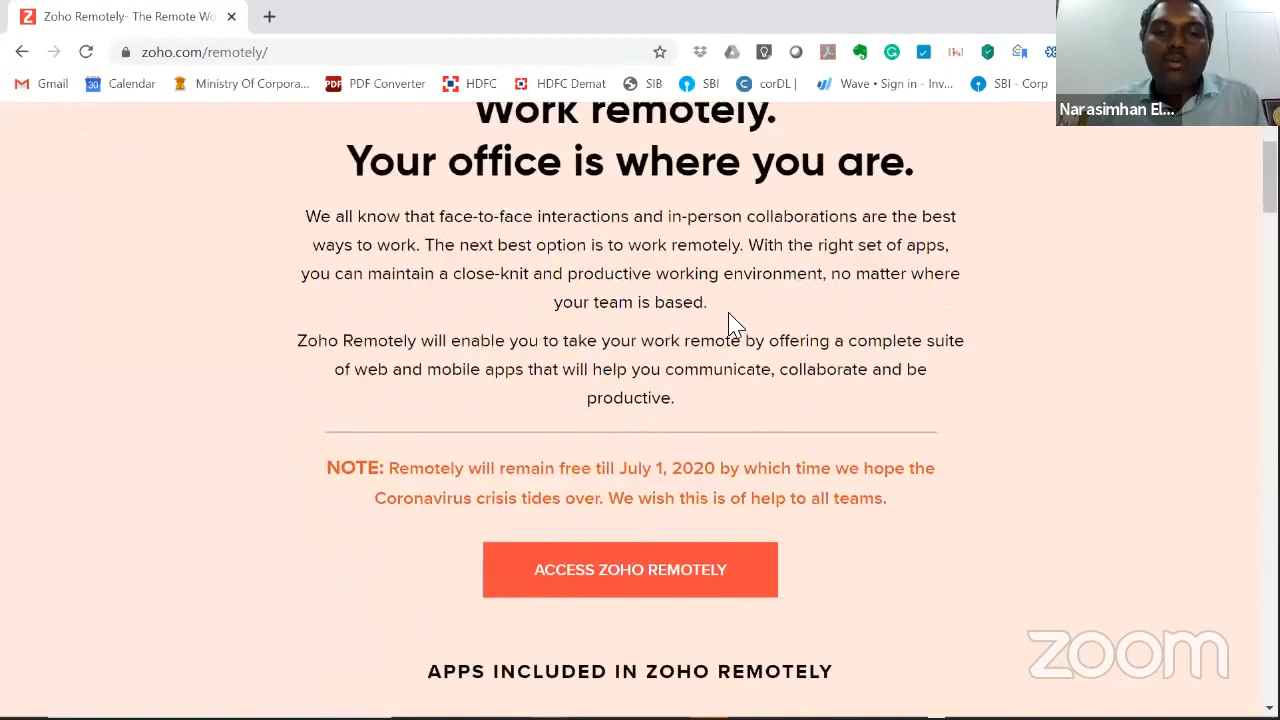 Zoho Remotely- The Remote Wo
zoho.com/remotely/
Gmail
Calendar
Ministry Of Corpora...
PDF Converter
HDFC
HDFC Demat
SIB
SBI
corDL |
Wave • Sign in - Inv...
SBI - Corp
Narasimhan El...
Work remotely.
Your office is where you are.
We all know that face-to-face interactions and in-person collaborations are the best
ways to work. The next best option is to work remotely. With the right set of apps,
you can maintain a close-knit and productive working environment, no matter where
your team is based.
Zoho Remotely will enable you to take your work remote by offering a complete suite
of web and mobile apps that will help you communicate, collaborate and be
productive.
NOTE: Remotely will remain free till July 1, 2020 by which time we hope the
Coronavirus crisis tides over. We wish this is of help to all teams.
ACCESS ZOHO REMOTELY
APPS INCLUDED IN ZOHO REMOTELY
zoom